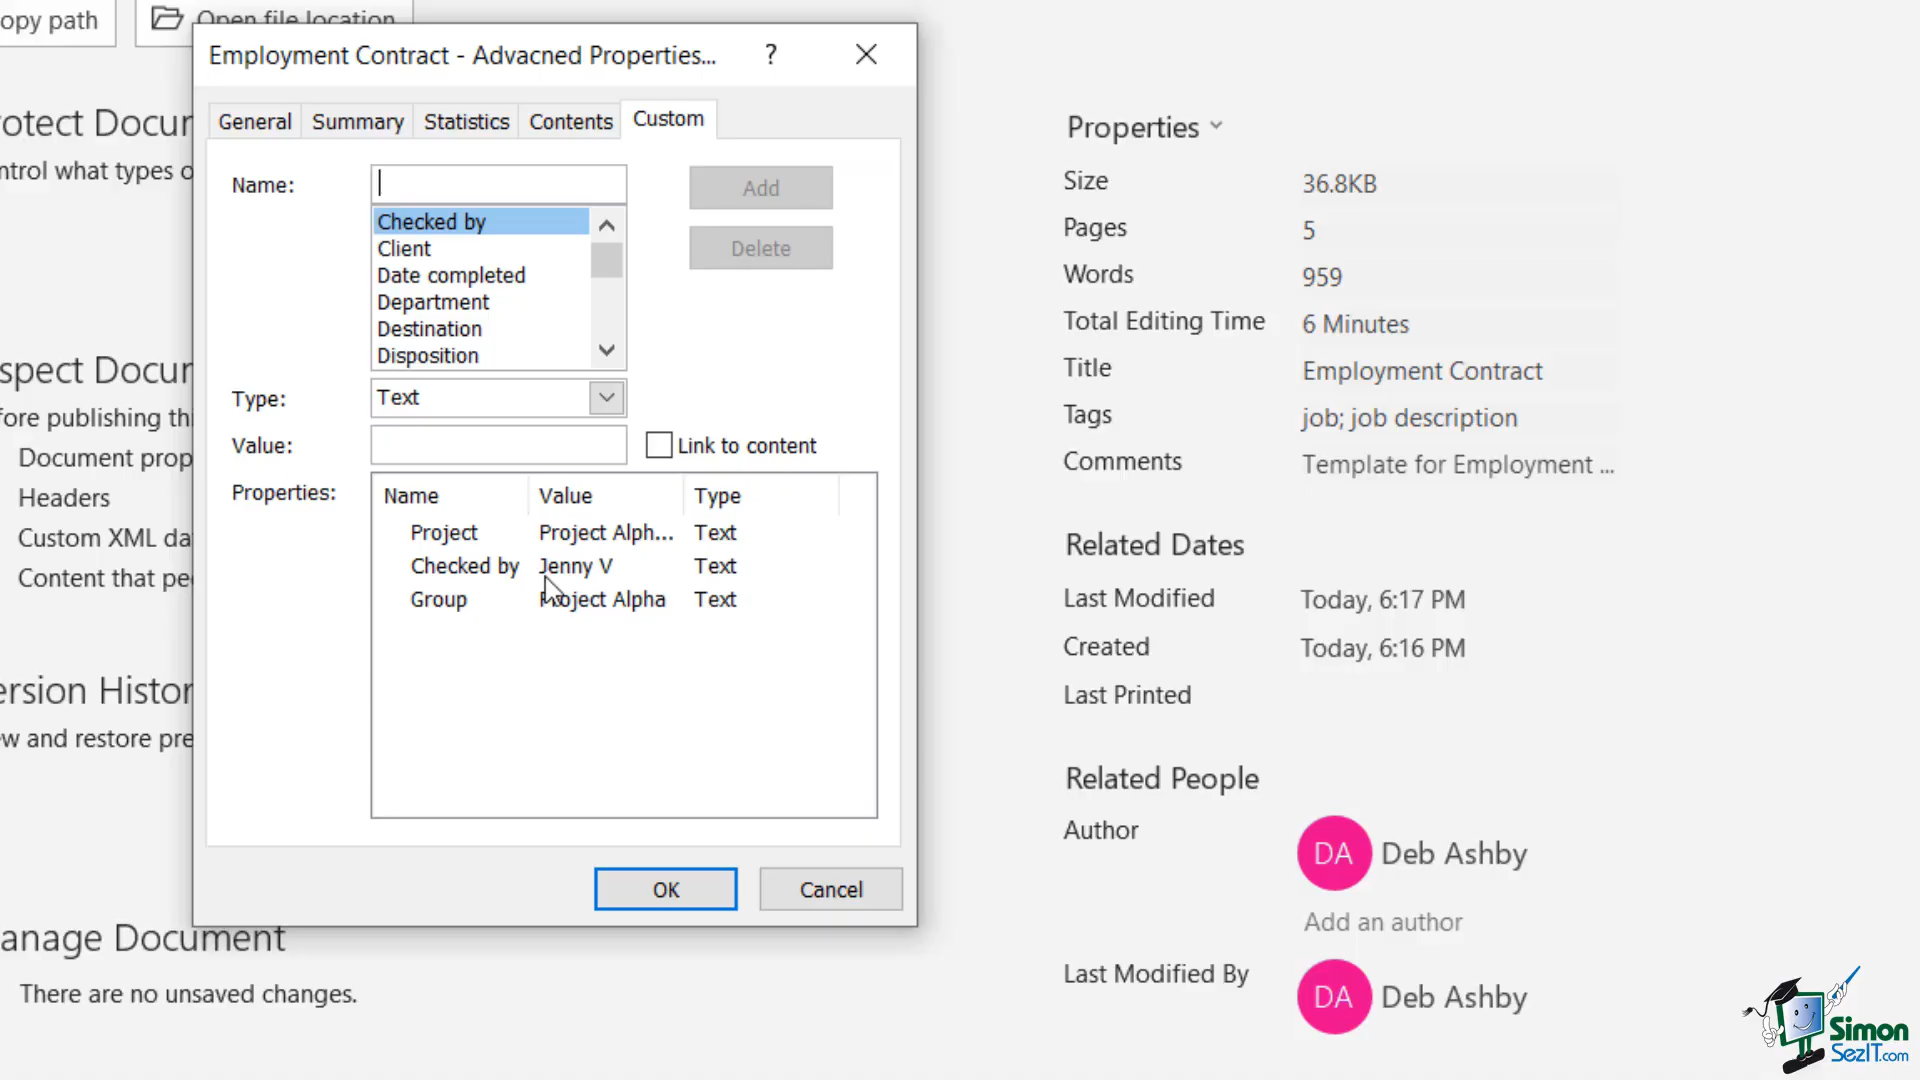 opy path
Open file location
Employment Contract - Advacned Properties...
?
General Summary Statistics Contents Custom
Name:
Add
Delete
Checked by
Client
Date completed
Department
Destination
Disposition
Type: Text
Value:
Link to content
Properties:
Name Value Type
Project Project Alph... Text
Checked by Jenny V Text
Group Project Alpha Text
OK
Cancel
otect Docur
ntrol what types o
spect Docur
fore publishing thi
Document prop
Headers
Custom XML da
Content that pe
ersion Histor
ew and restore pre
anage Document
There are no unsaved changes.
Properties
Size 36.8KB
Pages 5
Words 959
Total Editing Time 6 Minutes
Title Employment Contract
Tags job; job description
Comments Template for Employment ...
Related Dates
Last Modified Today, 6:17 PM
Created Today, 6:16 PM
Last Printed
Related People
Author
DA Deb Ashby
Add an author
Last Modified By
DA Deb Ashby
Simon
SezIT.com